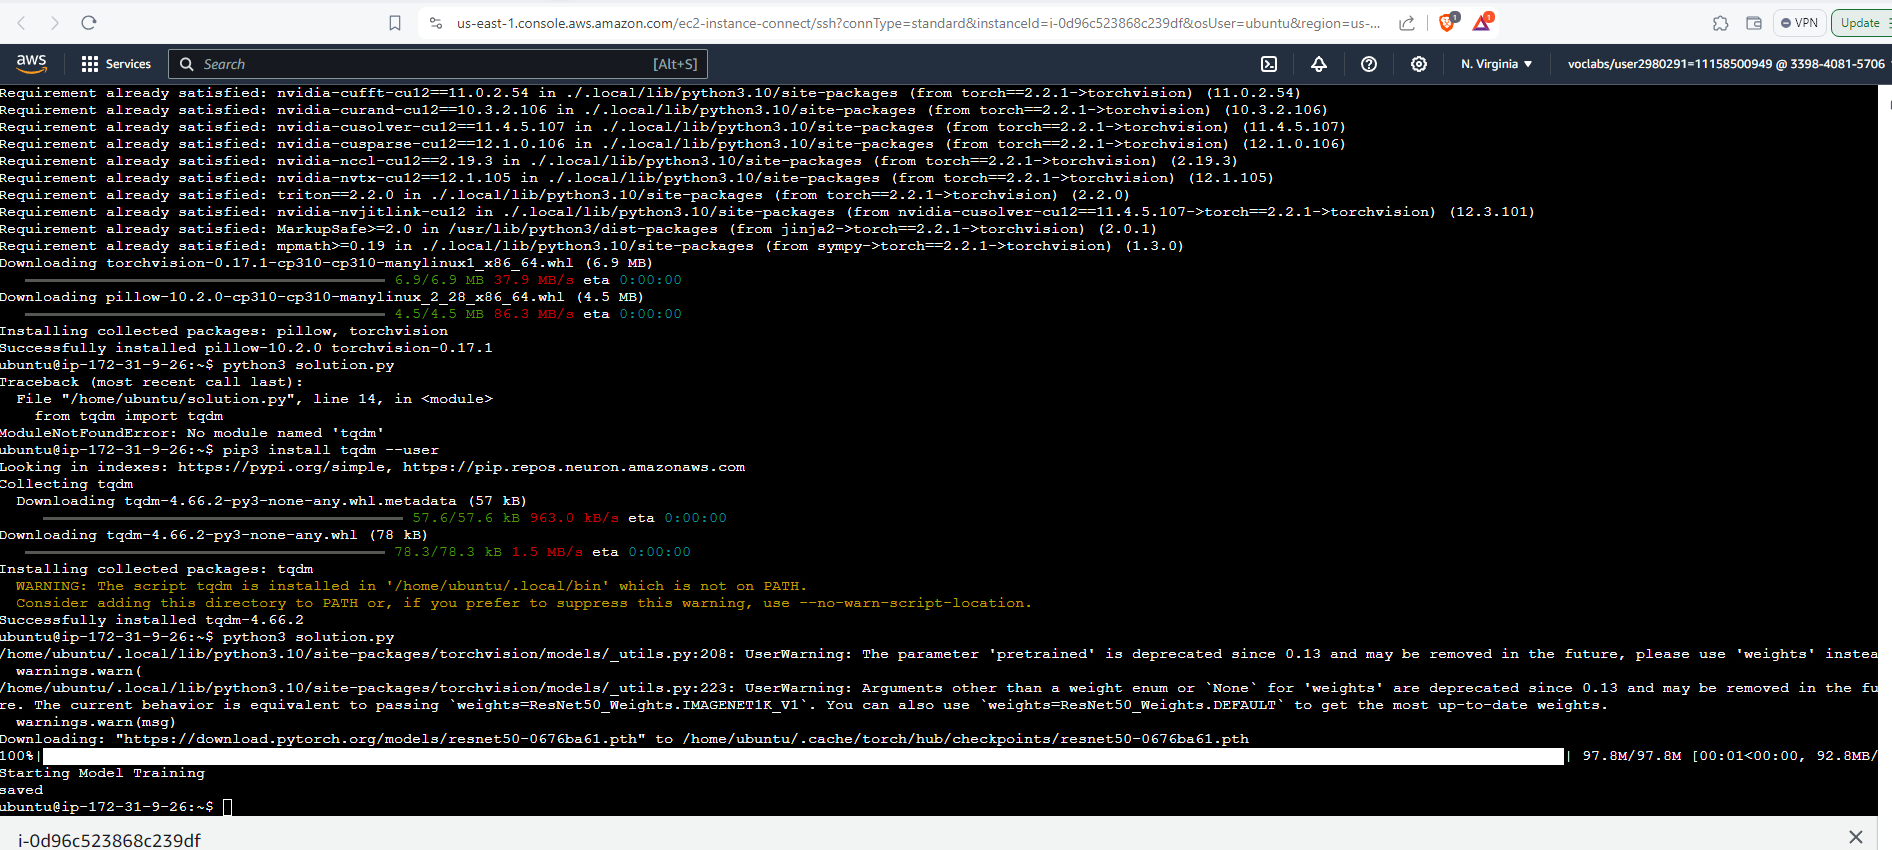 us-east-1.console.aws.amazon.com/ec2-instance-connect/ssh?connType=standard&instanceId=i-0d96c523868c239df&osUser=ubuntu&region=us-...
1
1
VPN
Update
aws
Services
Search
[Alt+S]
N. Virginia
voclabs/user2980291=11158500949 @ 3398-4081-5706
Requirement already satisfied: nvidia-cufft-cu12==11.0.2.54 in ./.local/lib/python3.10/site-packages (from torch==2.2.1->torchvision) (11.0.2.54)
Requirement already satisfied: nvidia-curand-cu12==10.3.2.106 in ./.local/lib/python3.10/site-packages (from torch==2.2.1->torchvision) (10.3.2.106)
Requirement already satisfied: nvidia-cusolver-cu12==11.4.5.107 in ./.local/lib/python3.10/site-packages (from torch==2.2.1->torchvision) (11.4.5.107)
Requirement already satisfied: nvidia-cusparse-cu12==12.1.0.106 in ./.local/lib/python3.10/site-packages (from torch==2.2.1->torchvision) (12.1.0.106)
Requirement already satisfied: nvidia-nccl-cu12==2.19.3 in ./.local/lib/python3.10/site-packages (from torch==2.2.1->torchvision) (2.19.3)
Requirement already satisfied: nvidia-nvtx-cu12==12.1.105 in ./.local/lib/python3.10/site-packages (from torch==2.2.1->torchvision) (12.1.105)
Requirement already satisfied: triton==2.2.0 in ./.local/lib/python3.10/site-packages (from torch==2.2.1->torchvision) (2.2.0)
Requirement already satisfied: nvidia-nvjitlink-cu12 in ./.local/lib/python3.10/site-packages (from nvidia-cusolver-cu12==11.4.5.107->torch==2.2.1->torchvision) (12.3.101)
Requirement already satisfied: MarkupSafe>=2.0 in /usr/lib/python3/dist-packages (from jinja2->torch==2.2.1->torchvision) (2.0.1)
Requirement already satisfied: mpmath>=0.19 in ./.local/lib/python3.10/site-packages (from sympy->torch==2.2.1->torchvision) (1.3.0)
Downloading torchvision-0.17.1-cp310-cp310-manylinux1_x86_64.whl (6.9 MB)
6.9/6.9 MB 37.9 MB/s eta 0:00:00
Downloading pillow-10.2.0-cp310-cp310-manylinux_2_28_x86_64.whl (4.5 MB)
4.5/4.5 MB 86.3 MB/s eta 0:00:00
Installing collected packages: pillow, torchvision
Successfully installed pillow-10.2.0 torchvision-0.17.1
ubuntu@ip-172-31-9-26:~$ python3 solution.py
Traceback (most recent call last):
File "/home/ubuntu/solution.py", line 14, in <module>
from tqdm import tqdm
ModuleNotFoundError: No module named 'tqdm'
ubuntu@ip-172-31-9-26:~$ pip3 install tqdm --user
Looking in indexes: https://pypi.org/simple, https://pip.repos.neuron.amazonaws.com
Collecting tqdm
Downloading tqdm-4.66.2-py3-none-any.whl.metadata (57 kB)
57.6/57.6 kB 963.0 kB/s eta 0:00:00
Downloading tqdm-4.66.2-py3-none-any.whl (78 kB)
78.3/78.3 kB 1.5 MB/s eta 0:00:00
Installing collected packages: tqdm
WARNING: The script tqdm is installed in '/home/ubuntu/.local/bin' which is not on PATH.
Consider adding this directory to PATH or, if you prefer to suppress this warning, use --no-warn-script-location.
Successfully installed tqdm-4.66.2
ubuntu@ip-172-31-9-26:~$ python3 solution.py
/home/ubuntu/.local/lib/python3.10/site-packages/torchvision/models/_utils.py:208: UserWarning: The parameter 'pretrained' is deprecated since 0.13 and may be removed in the future, please use 'weights' instea
warnings.warn(
/home/ubuntu/.local/lib/python3.10/site-packages/torchvision/models/_utils.py:223: UserWarning: Arguments other than a weight enum or `None` for 'weights' are deprecated since 0.13 and may be removed in the fu
re. The current behavior is equivalent to passing `weights=ResNet50_Weights.IMAGENET1K_V1`. You can also use `weights=ResNet50_Weights.DEFAULT` to get the most up-to-date weights.
warnings.warn(msg)
Downloading: "https://download.pytorch.org/models/resnet50-0676ba61.pth" to /home/ubuntu/.cache/torch/hub/checkpoints/resnet50-0676ba61.pth
100%| | 97.8M/97.8M [00:01<00:00, 92.8MB/
Starting Model Training
saved
ubuntu@ip-172-31-9-26:~$
i-0d96c523868c239df